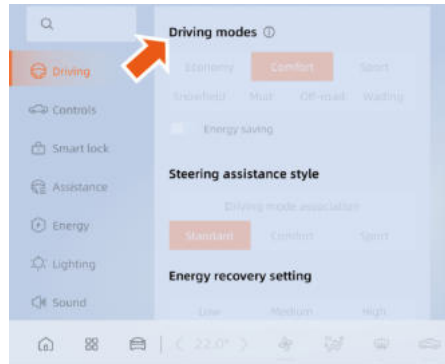 Driving modes
Driving
Economy Comfort Sport
Snowfield Mud Off-road Wading
Controls
Energy saving
Smart lock
Steering assistance style
Assistance
Driving mode association
Energy
Standard Comfort Sport
Lighting
Energy recovery setting
Sound
Low Medium High
22.0°